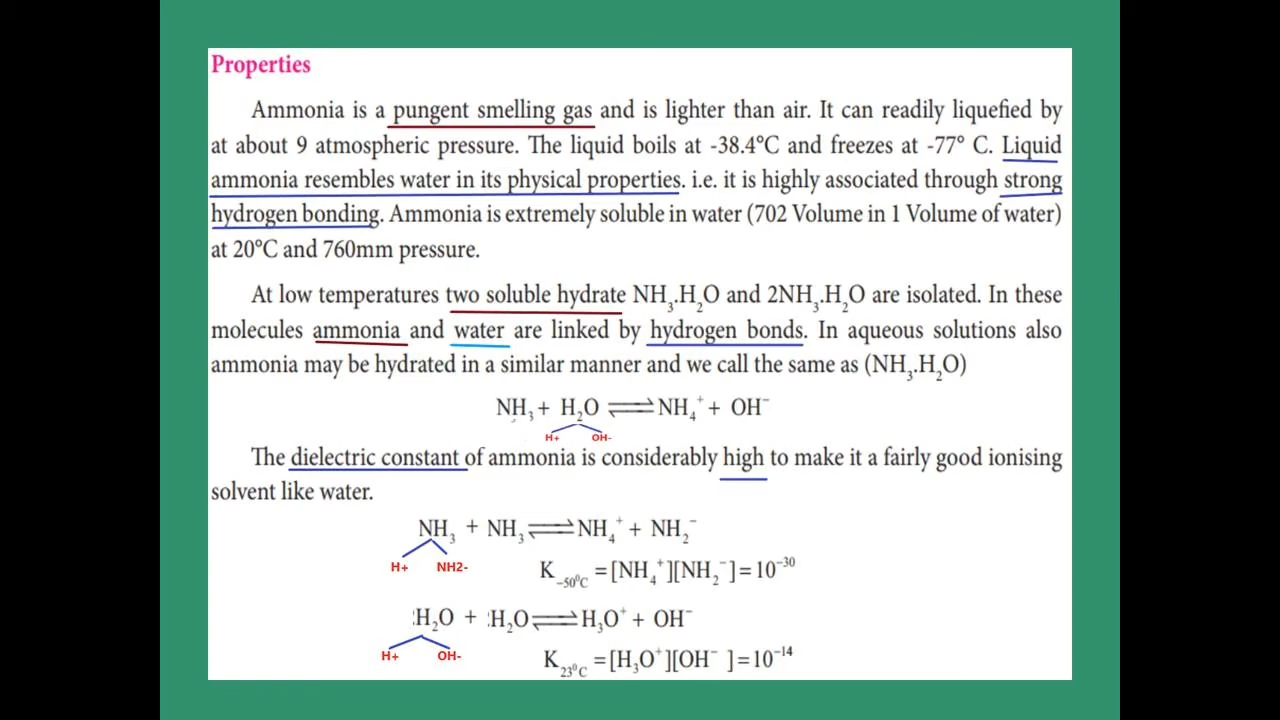 Properties
Ammonia is a pungent smelling gas and is lighter than air. It can readily liquefied by
at about 9 atmospheric pressure. The liquid boils at -38.4°C and freezes at -77° C. Liquid
ammonia resembles water in its physical properties. i.e. it is highly associated through strong
hydrogen bonding. Ammonia is extremely soluble in water (702 Volume in 1 Volume of water)
at 20°C and 760mm pressure.
At low temperatures two soluble hydrate NH₃.H₂O and 2NH₃.H₂O are isolated. In these
molecules ammonia and water are linked by hydrogen bonds. In aqueous solutions also
ammonia may be hydrated in a similar manner and we call the same as (NH₃.H₂O)
NH₃ + H₂O ⇌ NH₄⁺ + OH⁻
H+ OH-
The dielectric constant of ammonia is considerably high to make it a fairly good ionising
solvent like water.
NH₃ + NH₃ ⇌ NH₄⁺ + NH₂⁻
H+ NH2-
K₋₅₀⁰C = [NH₄⁺][NH₂⁻] = 10⁻³⁰
:H₂O + :H₂O ⇌ H₃O⁺ + OH⁻
H+ OH-
K₂₃⁰C = [H₃O⁺][OH⁻ ] = 10⁻¹⁴